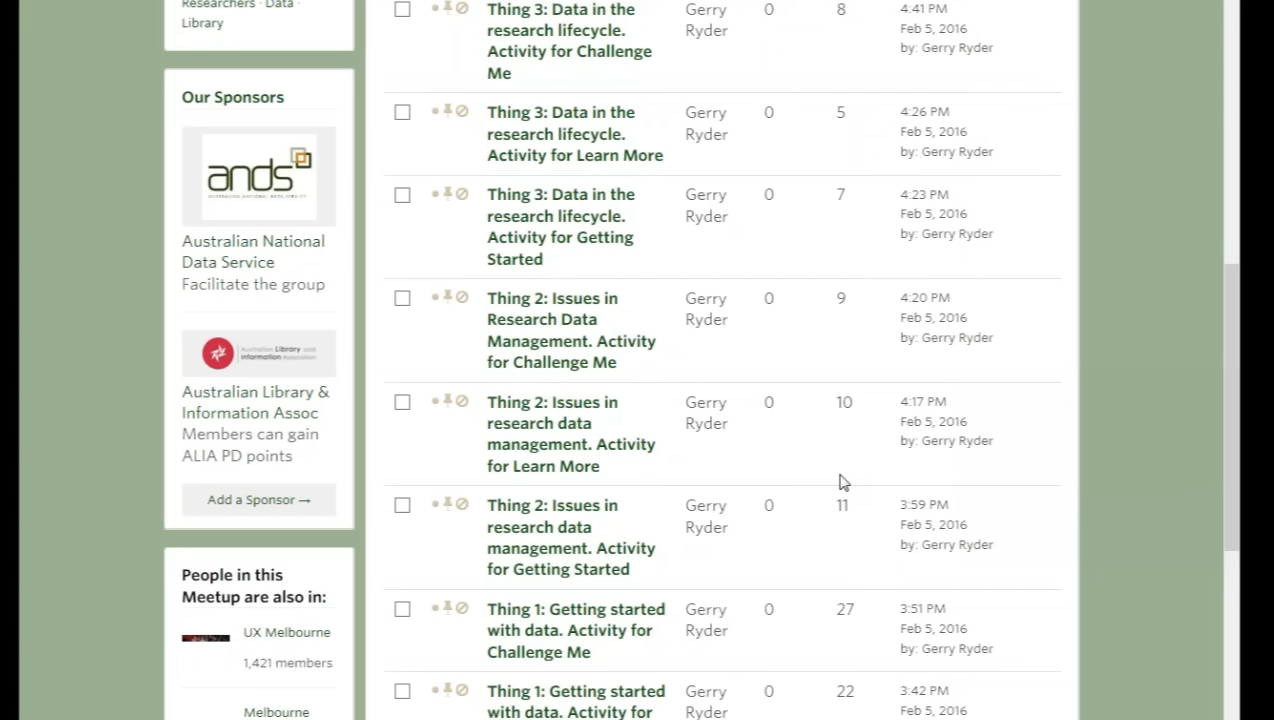 Researchers · Data ·
Library
Our Sponsors
ands
Australian National
Data Service
Facilitate the group
Australian Library and
Information Association
Australian Library &
Information Assoc
Members can gain
ALIA PD points
Add a Sponsor →
People in this
Meetup are also in:
UX Melbourne
1,421 members
Melbourne
Thing 3: Data in the
research lifecycle.
Activity for Challenge
Me
Gerry
Ryder
0
8
4:41 PM
Feb 5, 2016
by: Gerry Ryder
Thing 3: Data in the
research lifecycle.
Activity for Learn More
Gerry
Ryder
0
5
4:26 PM
Feb 5, 2016
by: Gerry Ryder
Thing 3: Data in the
research lifecycle.
Activity for Getting
Started
Gerry
Ryder
0
7
4:23 PM
Feb 5, 2016
by: Gerry Ryder
Thing 2: Issues in
Research Data
Management. Activity
for Challenge Me
Gerry
Ryder
0
9
4:20 PM
Feb 5, 2016
by: Gerry Ryder
Thing 2: Issues in
research data
management. Activity
for Learn More
Gerry
Ryder
0
10
4:17 PM
Feb 5, 2016
by: Gerry Ryder
Thing 2: Issues in
research data
management. Activity
for Getting Started
Gerry
Ryder
0
11
3:59 PM
Feb 5, 2016
by: Gerry Ryder
Thing 1: Getting started
with data. Activity for
Challenge Me
Gerry
Ryder
0
27
3:51 PM
Feb 5, 2016
by: Gerry Ryder
Thing 1: Getting started
with data. Activity for
Gerry
Ryder
0
22
3:42 PM
Feb 5, 2016